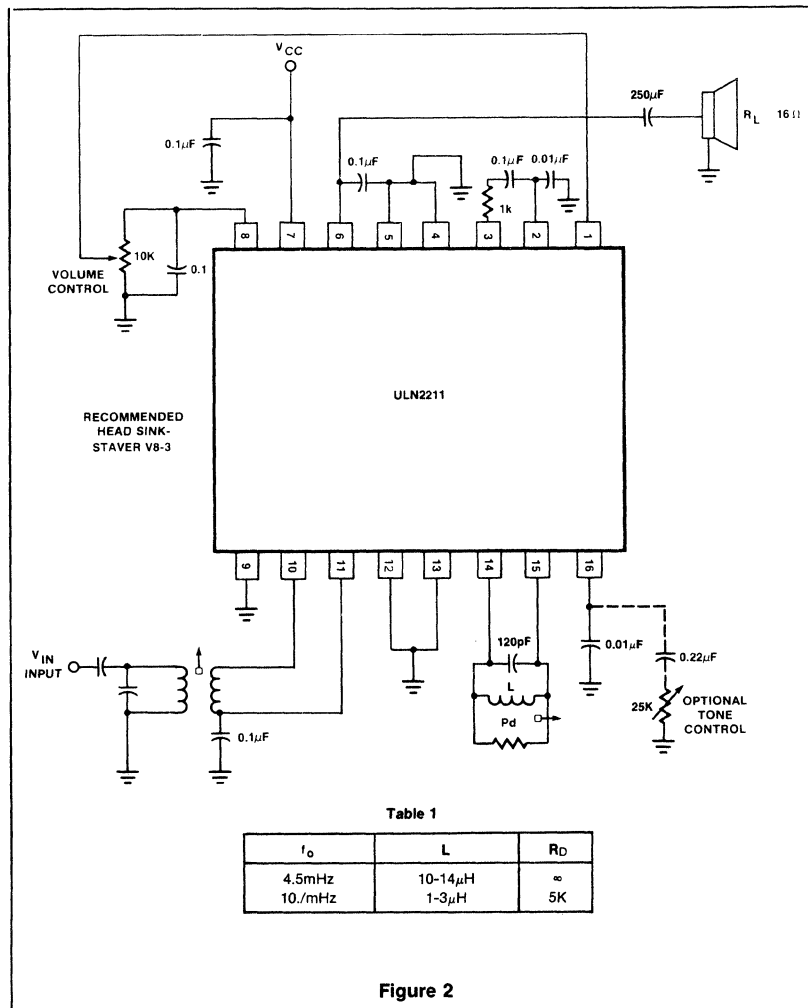 V CC
250μF
R L 16Ω
0.1μF
0.1μF
0.1μF 0.01μF
1k
8 7 6 5 4 3 2 1
10K
0.1
VOLUME
CONTROL
ULN2211
RECOMMENDED
HEAD SINK-
STAVER V8-3
9 10 11 12 13 14 15 16
V IN
INPUT
0.1μF
120pF
L
Pd
0.01μF
0.22μF
25K
OPTIONAL
TONE
CONTROL
Table 1
fo L RD
4.5mHz 10-14μH ∞
10./mHz 1-3μH 5K
Figure 2